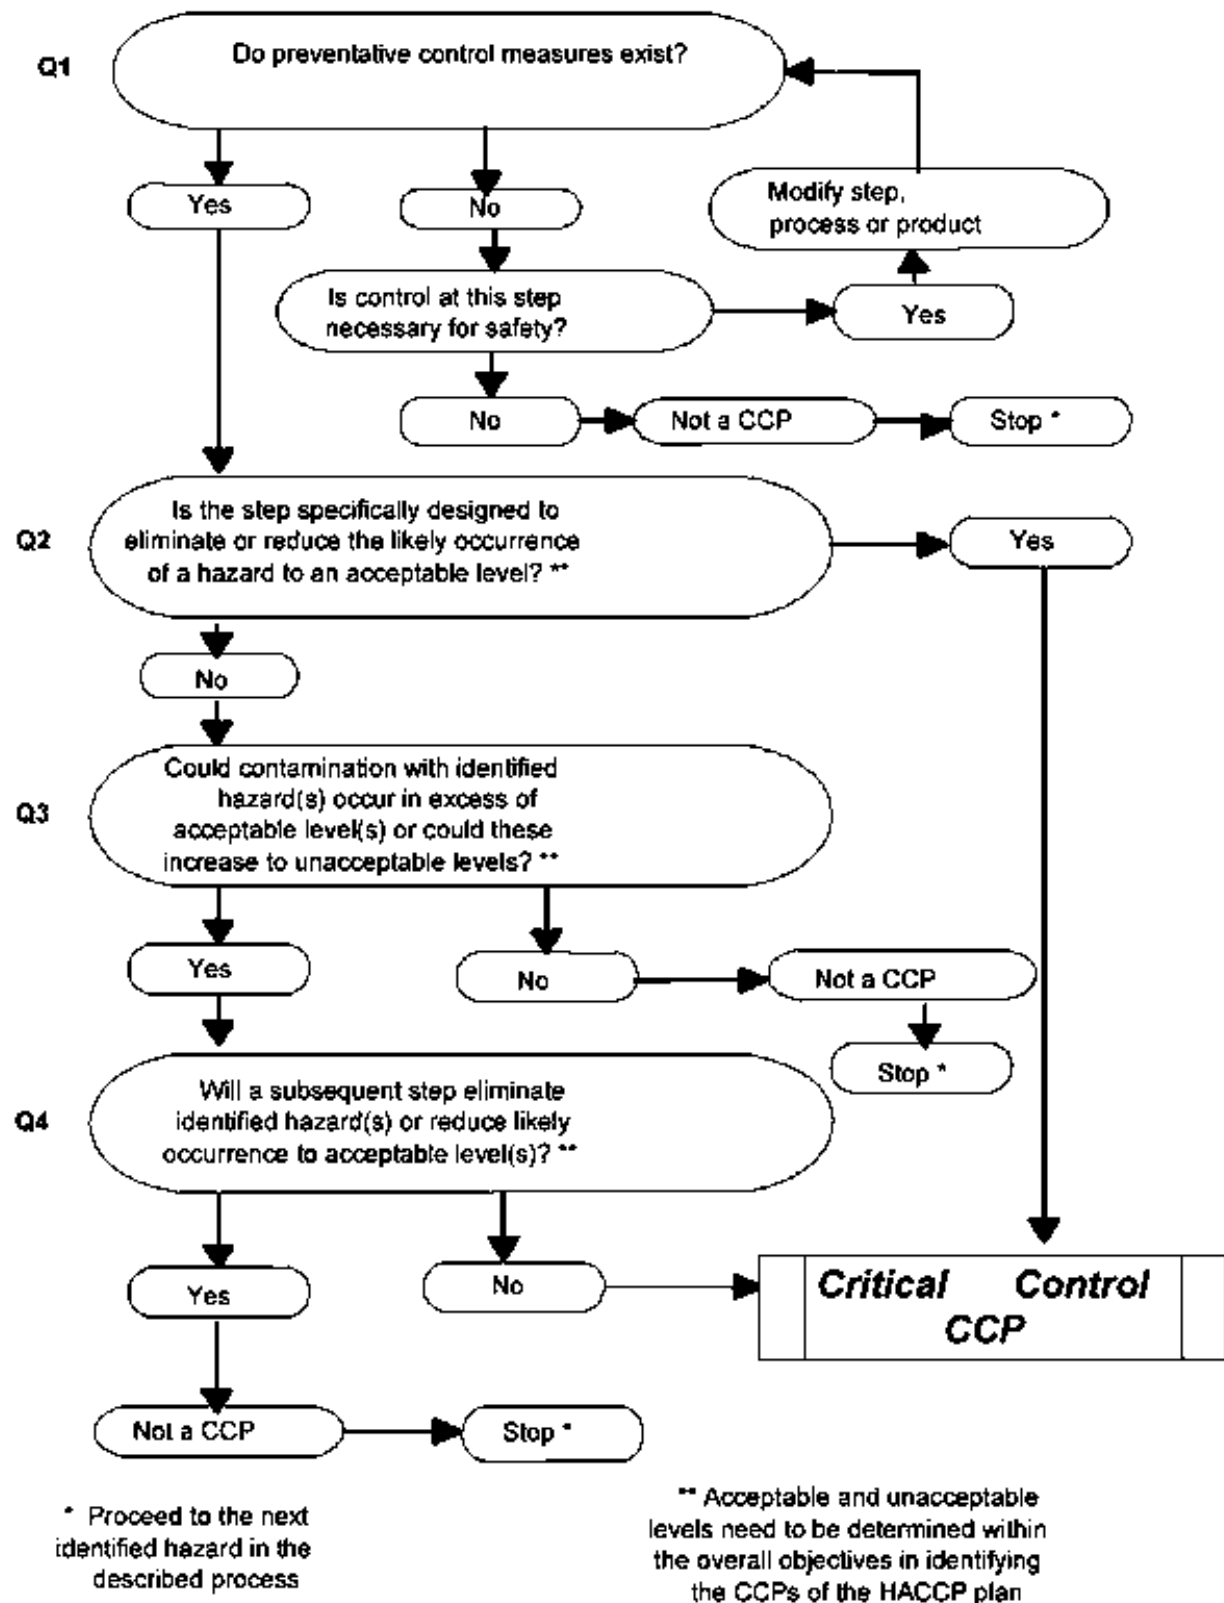 Q1
Do preventative control measures exist?
Yes
No
Modify step,
process or product
Is control at this step
necessary for safety?
Yes
No
Not a CCP
Stop *
Q2
Is the step specifically designed to
eliminate or reduce the likely occurrence
of a hazard to an acceptable level? **
Yes
No
Q3
Could contamination with identified
hazard(s) occur in excess of
acceptable level(s) or could these
increase to unacceptable levels? **
Yes
No
Not a CCP
Stop *
Q4
Will a subsequent step eliminate
identified hazard(s) or reduce likely
occurrence to acceptable level(s)? **
Yes
No
Critical Control
CCP
Not a CCP
Stop *
* Proceed to the next
identified hazard in the
described process
** Acceptable and unacceptable
levels need to be determined within
the overall objectives in identifying
the CCPs of the HACCP plan